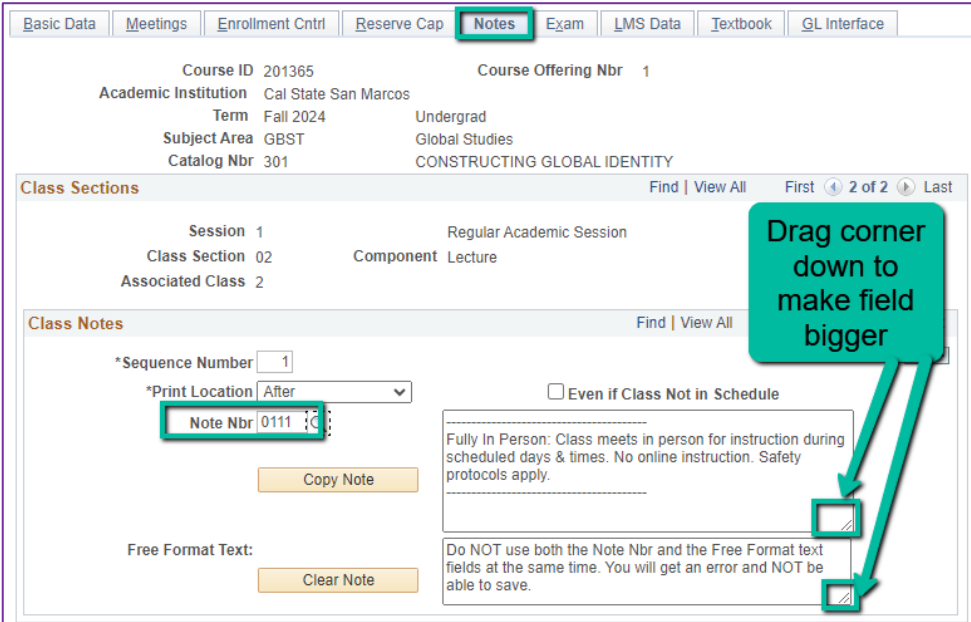 Basic Data Meetings Enrollment Cntrl Reserve Cap Notes Exam LMS Data Textbook GL Interface
Course ID 201365 Course Offering Nbr 1
Academic Institution Cal State San Marcos
Term Fall 2024 Undergrad
Subject Area GBST Global Studies
Catalog Nbr 301 CONSTRUCTING GLOBAL IDENTITY
Class Sections Find | View All First 2 of 2 Last
Session 1 Regular Academic Session
Class Section 02 Component Lecture
Associated Class 2
Drag corner
down to
make field
bigger
Class Notes Find | View All
*Sequence Number 1
*Print Location After Even if Class Not in Schedule
Note Nbr 0111
----------------------------------------
Fully In Person: Class meets in person for instruction during
scheduled days & times. No online instruction. Safety
protocols apply.
----------------------------------------
Copy Note
Free Format Text:
Do NOT use both the Note Nbr and the Free Format text
fields at the same time. You will get an error and NOT be
able to save.
Clear Note